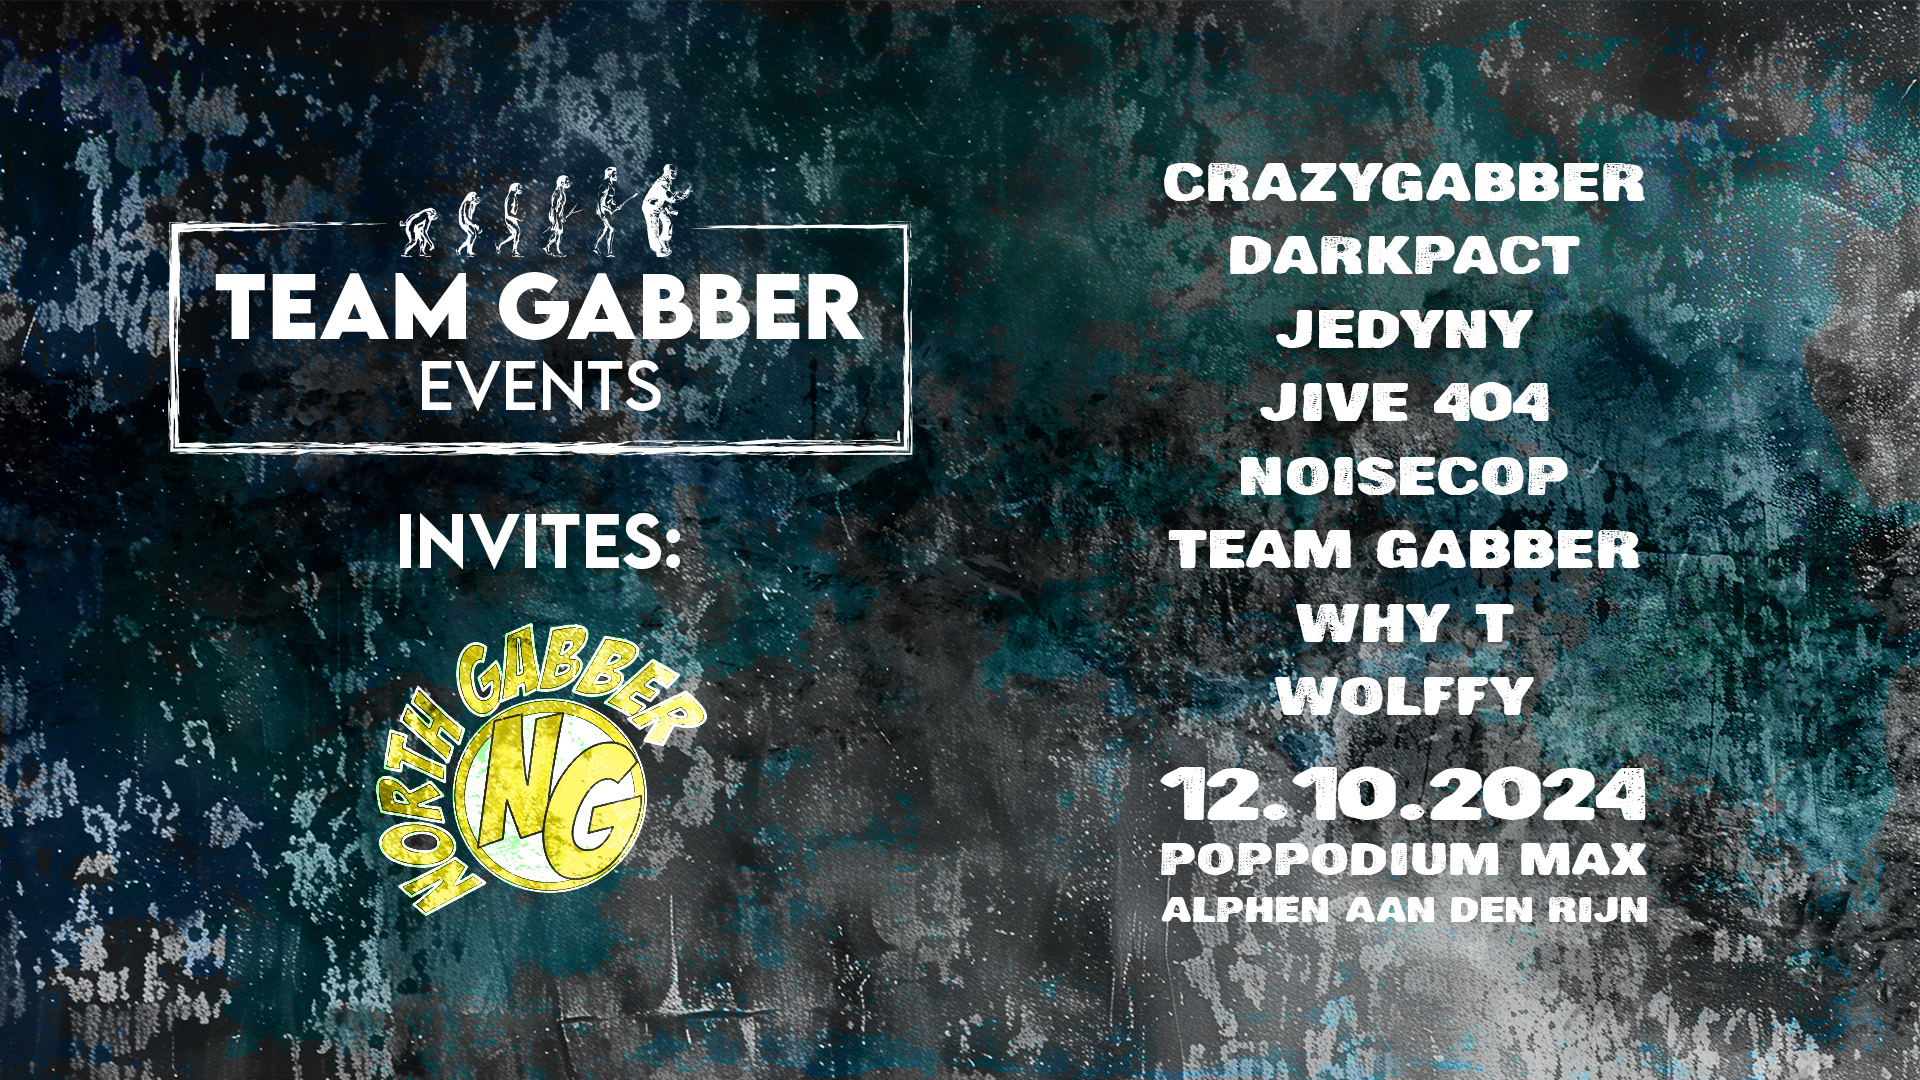 TEAM GABBER
EVENTS
INVITES:
NORTH GABBER
NG
CRAZYGABBER
DARKPACT
JEDYNY
JIVE 404
NOISECOP
TEAM GABBER
WHY T
WOLFFY
12.10.2024
POPPODIUM MAX
ALPHEN AAN DEN RIJN